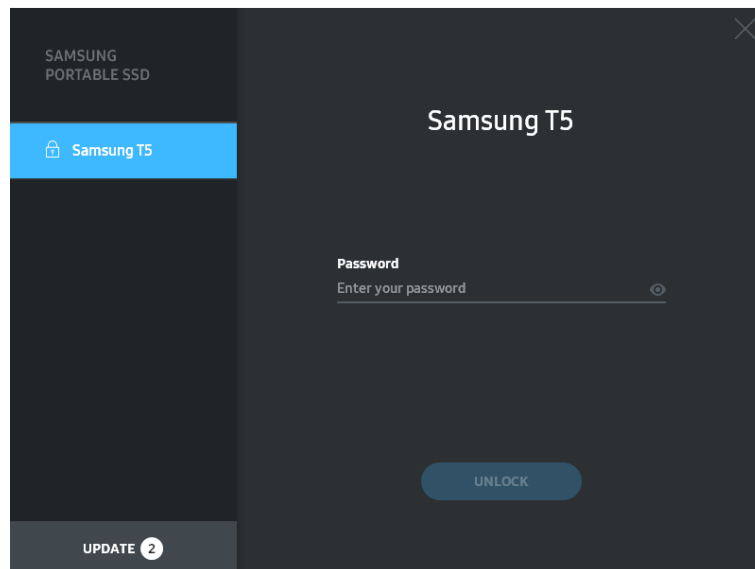 SAMSUNG
PORTABLE SSD
Samsung T5
Samsung T5
Password
Enter your password
UNLOCK
UPDATE 2